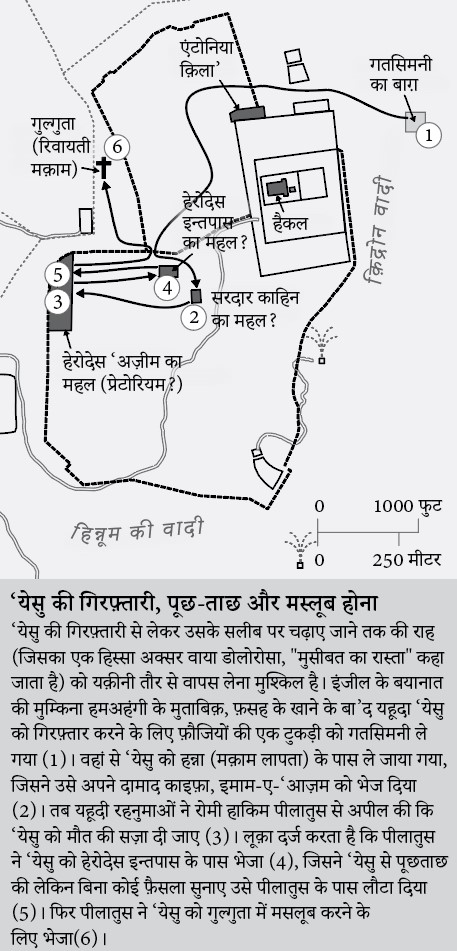 एंटोनिया
क़िला’
गतसिमनी
का बाग़
1
गुल्गुता
(रिवायती
मक़ाम)
6
हेरोदेस
इन्तपास
का महल?
हैकल
क़िद्रोन वादी
5
3
4
2
सरदार काहिन
का महल?
हेरोदेस ‘अज़ीम का
महल (प्रेटोरियम?)
हिन्नूम की वादी
0 1000 फुट
0 250 मीटर
‘येसु की गिरफ़्तारी, पूछ-ताछ और मस्लूब होना
‘येसु की गिरफ़्तारी से लेकर उसके सलीब पर चढ़ाए जाने तक की राह
(जिसका एक हिस्सा अक्सर वाया डोलोरोसा, "मुसीबत का रास्ता" कहा
जाता है) को यक़ीनी तौर से वापस लेना मुश्किल है। इंजील के बयानात
की मुम्किना हमअहंगी के मुताबिक़, फ़सह के खाने के बा’द यहूदा ‘येसु
को गिरफ़्तार करने के लिए फ़ौजियों की एक टुकड़ी को गतसिमनी ले
गया (1)। वहां से ‘येसु को हन्ना (मक़ाम लापता) के पास ले जाया गया,
जिसने उसे अपने दामाद काइफ़ा, इमाम-ए-‘आज़म को भेज दिया
(2)। तब यहूदी रहनुमाओं ने रोमी हाकिम पीलातुस से अपील की कि
‘येसु को मौत की सज़ा दी जाए (3)। लूक़ा दर्ज करता है कि पीलातुस
ने ‘येसु को हेरोदेस इन्तपास के पास भेजा (4), जिसने ‘येसु से पूछताछ
की लेकिन बिना कोई फ़ैसला सुनाए उसे पीलातुस के पास लौटा दिया
(5)। फिर पीलातुस ने ‘येसु को गुल्गुता में मसलूब करने के
लिए भेजा(6)।